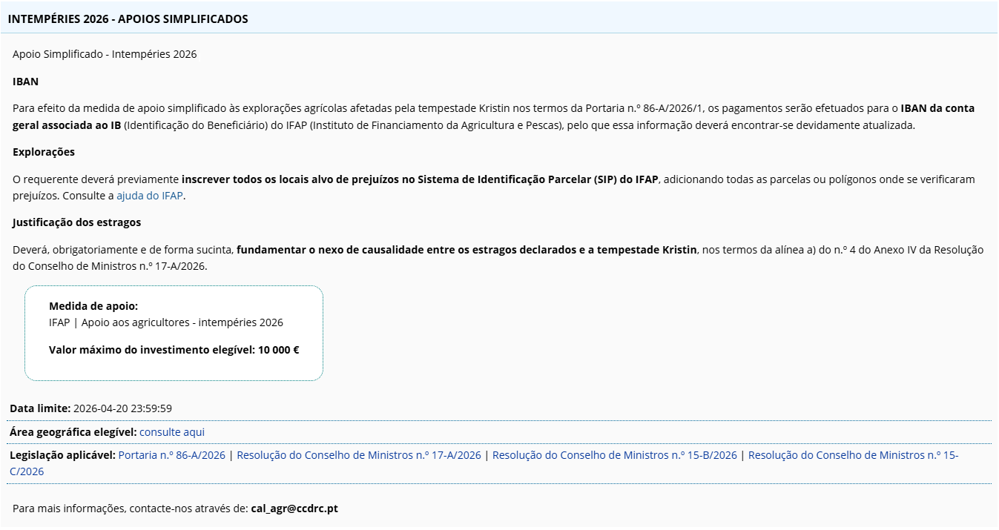 INTEMPÉRIES 2026 - APOIOS SIMPLIFICADOS
Apoio Simplificado - Intempéries 2026
IBAN
Para efeito da medida de apoio simplificado às explorações agrícolas afetadas pela tempestade Kristin nos termos da Portaria n.º 86-A/2026/1, os pagamentos serão efetuados para o IBAN da conta
geral associada ao IB (Identificação do Beneficiário) do IFAP (Instituto de Financiamento da Agricultura e Pescas), pelo que essa informação deverá encontrar-se devidamente atualizada.
Explorações
O requerente deverá previamente inscrever todos os locais alvo de prejuízos no Sistema de Identificação Parcelar (SIP) do IFAP, adicionando todas as parcelas ou polígonos onde se verificaram
prejuízos. Consulte a ajuda do IFAP.
Justificação dos estragos
Deverá, obrigatoriamente e de forma sucinta, fundamentar o nexo de causalidade entre os estragos declarados e a tempestade Kristin, nos termos da alínea a) do n.º 4 do Anexo IV da Resolução
do Conselho de Ministros n.º 17-A/2026.
Medida de apoio:
IFAP | Apoio aos agricultores - intempéries 2026
Valor máximo do investimento elegível: 10 000 €
Data limite: 2026-04-20 23:59:59
Área geográfica elegível: consulte aqui
Legislação aplicável: Portaria n.º 86-A/2026 | Resolução do Conselho de Ministros n.º 17-A/2026 | Resolução do Conselho de Ministros n.º 15-B/2026 | Resolução do Conselho de Ministros n.º 15-
C/2026
Para mais informações, contacte-nos através de: cal_agr@ccdrc.pt